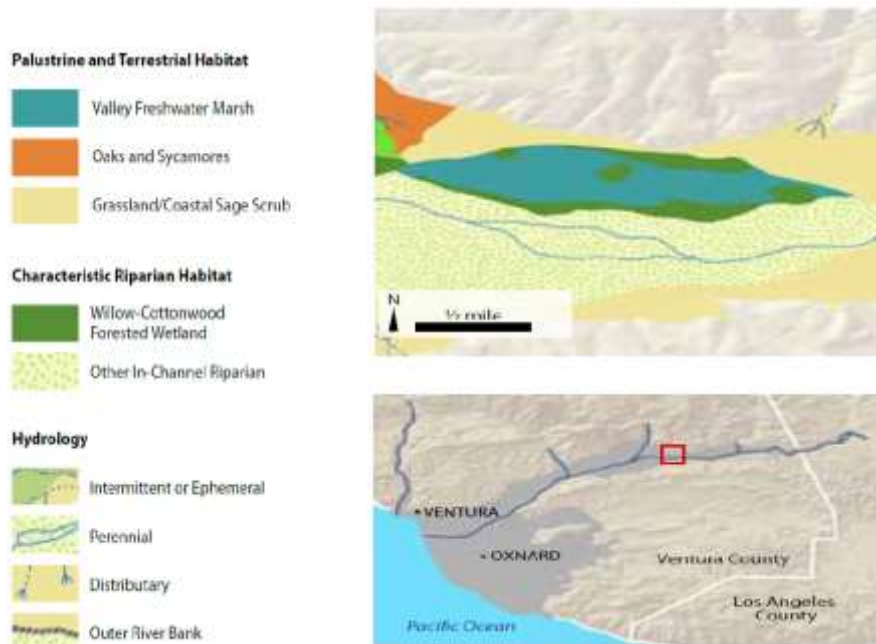 Palustrine and Terrestrial Habitat
Valley Freshwater Marsh
Oaks and Sycamores
Grassland/Coastal Sage Scrub
Characteristic Riparian Habitat
Willow-Cottonwood
Forested Wetland
Other In-Channel Riparian
Hydrology
Intermittent or Ephemeral
Perennial
Distributary
Outer River Bank
N
½ mile
VENTURA
OXNARD
Ventura County
Los Angeles
County
Pacific Ocean